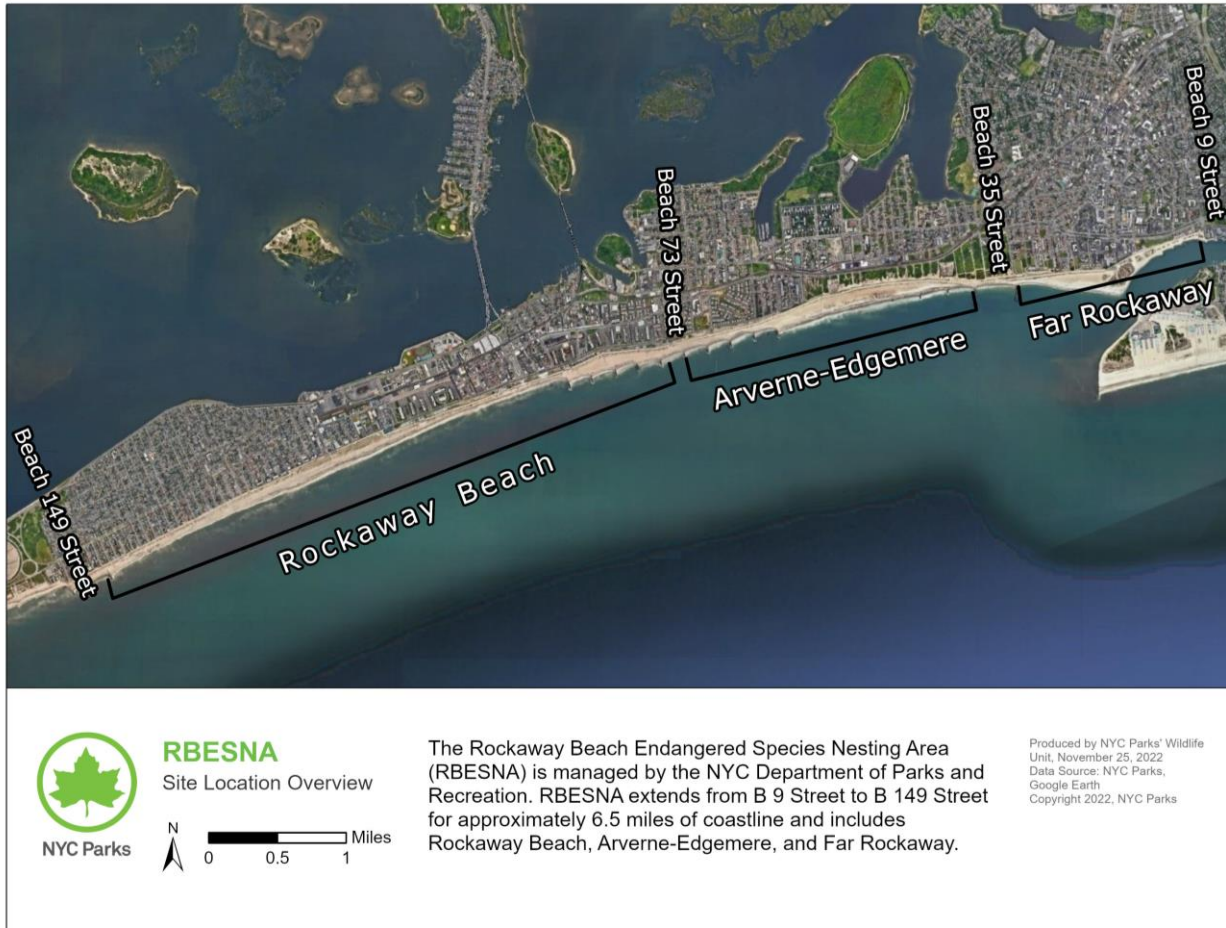 Beach 9 Street
Beach 35 Street
Beach 73 Street
Far Rockaway
Arverne-Edgemere
Beach 149 Street
Rockaway Beach
RBESNA
Site Location Overview
NYC Parks
N
Miles
0 0.5 1
The Rockaway Beach Endangered Species Nesting Area
(RBESNA) is managed by the NYC Department of Parks and
Recreation. RBESNA extends from B 9 Street to B 149 Street
for approximately 6.5 miles of coastline and includes
Rockaway Beach, Arverne-Edgemere, and Far Rockaway.
Produced by NYC Parks' Wildlife
Unit, November 25, 2022
Data Source: NYC Parks,
Google Earth
Copyright 2022, NYC Parks